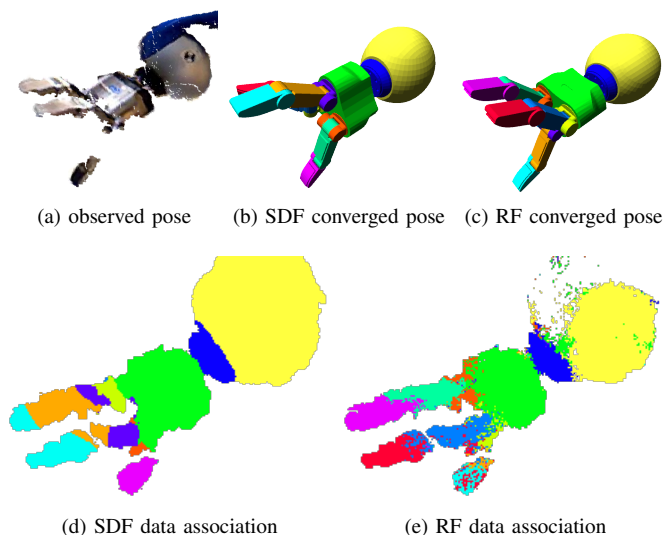 (a) observed pose
(b) SDF converged pose
(c) RF converged pose
(d) SDF data association
(e) RF data association